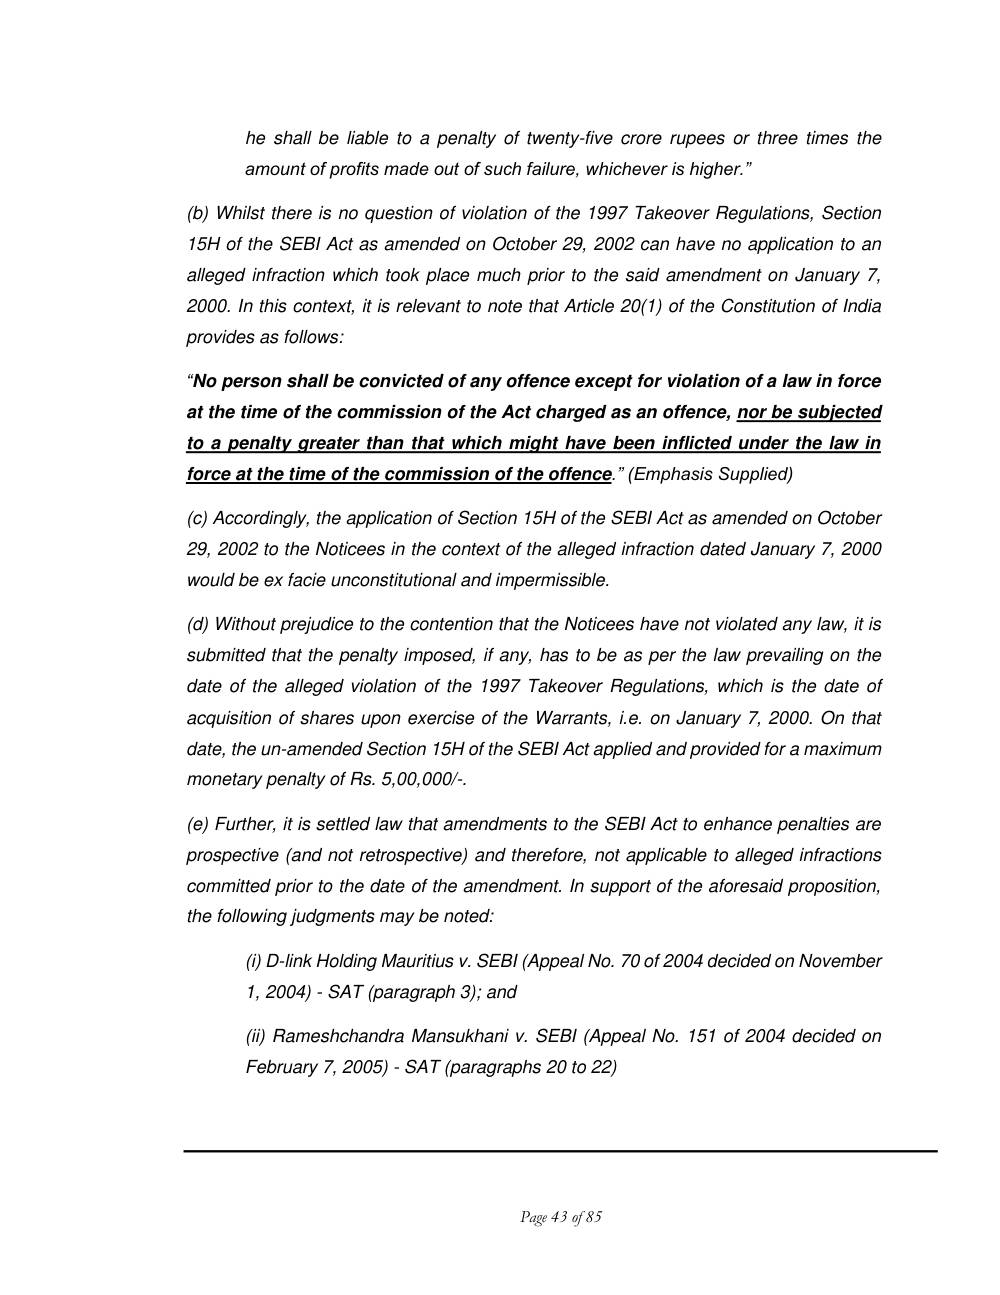 he shall be liable to a penalty of twenty-five crore rupees or three times the
amount of profits made out of such failure, whichever is higher.”
(b) Whilst there is no question of violation of the 1997 Takeover Regulations, Section
15H of the SEBI Act as amended on October 29, 2002 can have no application to an
alleged infraction which took place much prior to the said amendment on January 7,
2000. In this context, it is relevant to note that Article 20(1) of the Constitution of India
provides as follows:
“No person shall be convicted of any offence except for violation of a law in force
at the time of the commission of the Act charged as an offence, nor be subjected
to a penalty greater than that which might have been inflicted under the law in
force at the time of the commission of the offence.” (Emphasis Supplied)
(c) Accordingly, the application of Section 15H of the SEBI Act as amended on October
29, 2002 to the Noticees in the context of the alleged infraction dated January 7, 2000
would be ex facie unconstitutional and impermissible.
(d) Without prejudice to the contention that the Noticees have not violated any law, it is
submitted that the penalty imposed, if any, has to be as per the law prevailing on the
date of the alleged violation of the 1997 Takeover Regulations, which is the date of
acquisition of shares upon exercise of the Warrants, i.e. on January 7, 2000. On that
date, the un-amended Section 15H of the SEBI Act applied and provided for a maximum
monetary penalty of Rs. 5,00,000/-.
(e) Further, it is settled law that amendments to the SEBI Act to enhance penalties are
prospective (and not retrospective) and therefore, not applicable to alleged infractions
committed prior to the date of the amendment. In support of the aforesaid proposition,
the following judgments may be noted:
(i) D-link Holding Mauritius v. SEBI (Appeal No. 70 of 2004 decided on November
1, 2004) - SAT (paragraph 3); and
(ii) Rameshchandra Mansukhani v. SEBI (Appeal No. 151 of 2004 decided on
February 7, 2005) - SAT (paragraphs 20 to 22)
Page 43 of 85